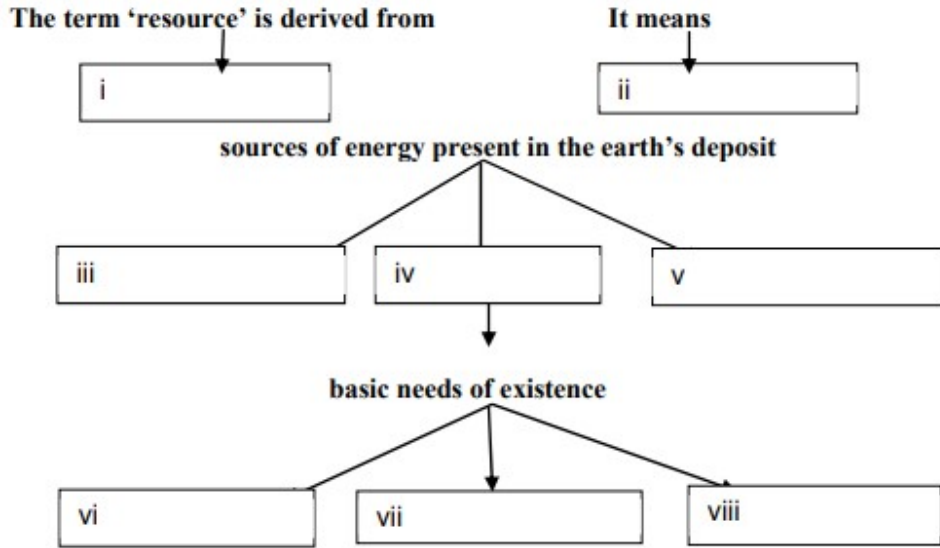 The term ‘resource’ is derived from It means
i ii
sources of energy present in the earth’s deposit
iii iv v
basic needs of existence
vi vii viii